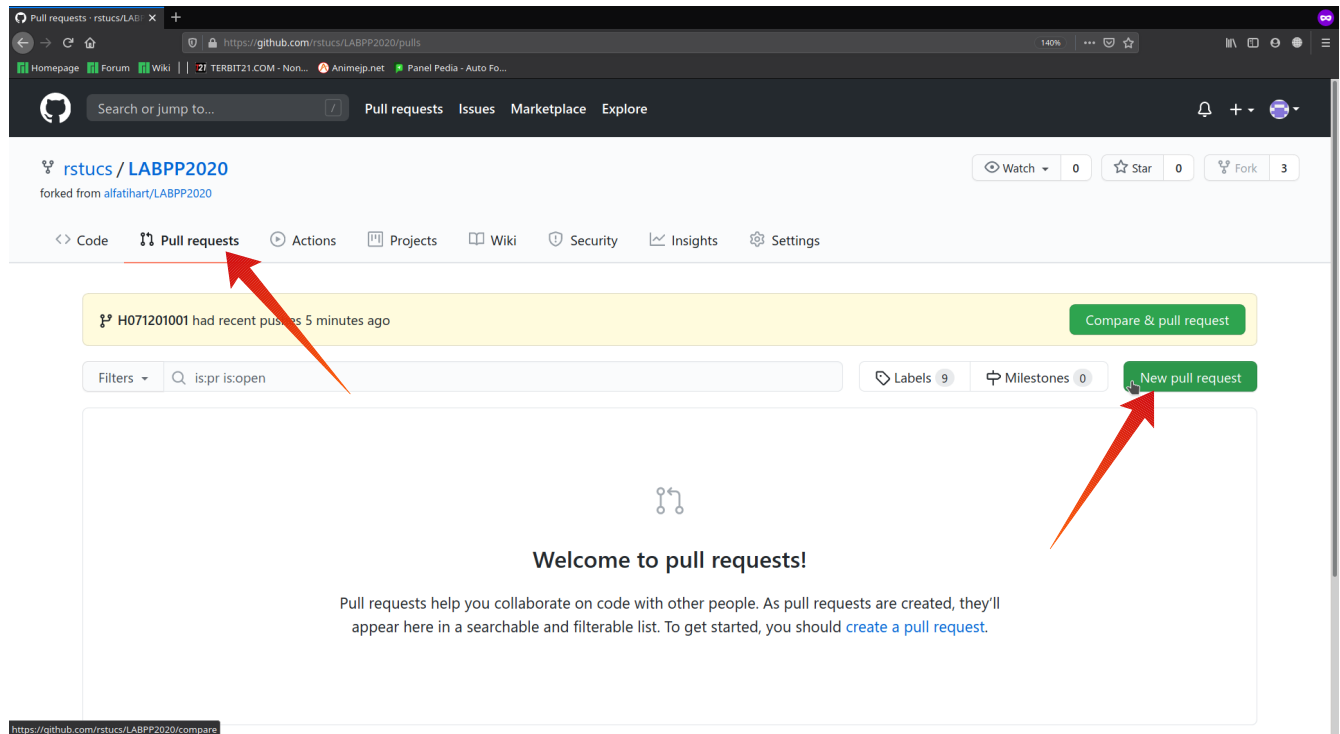 Pull requests · rstucs/LABP
https://github.com/rstucs/LABPP2020/pulls
140%
Homepage Forum Wiki || 21 TERBIT21.COM - Non... Animejp.net Panel Pedia - Auto Fo...
Search or jump to... / Pull requests Issues Marketplace Explore
rstucs / LABPP2020
Watch 0 Star 0 Fork 3
forked from alfatihart/LABPP2020
Code Pull requests Actions Projects Wiki Security Insights Settings
H071201001 had recent pushes 5 minutes ago Compare & pull request
Filters is:pr is:open Labels 9 Milestones 0 New pull request
Welcome to pull requests!
Pull requests help you collaborate on code with other people. As pull requests are created, they'll
appear here in a searchable and filterable list. To get started, you should create a pull request.
https://github.com/rstucs/LABPP2020/compare